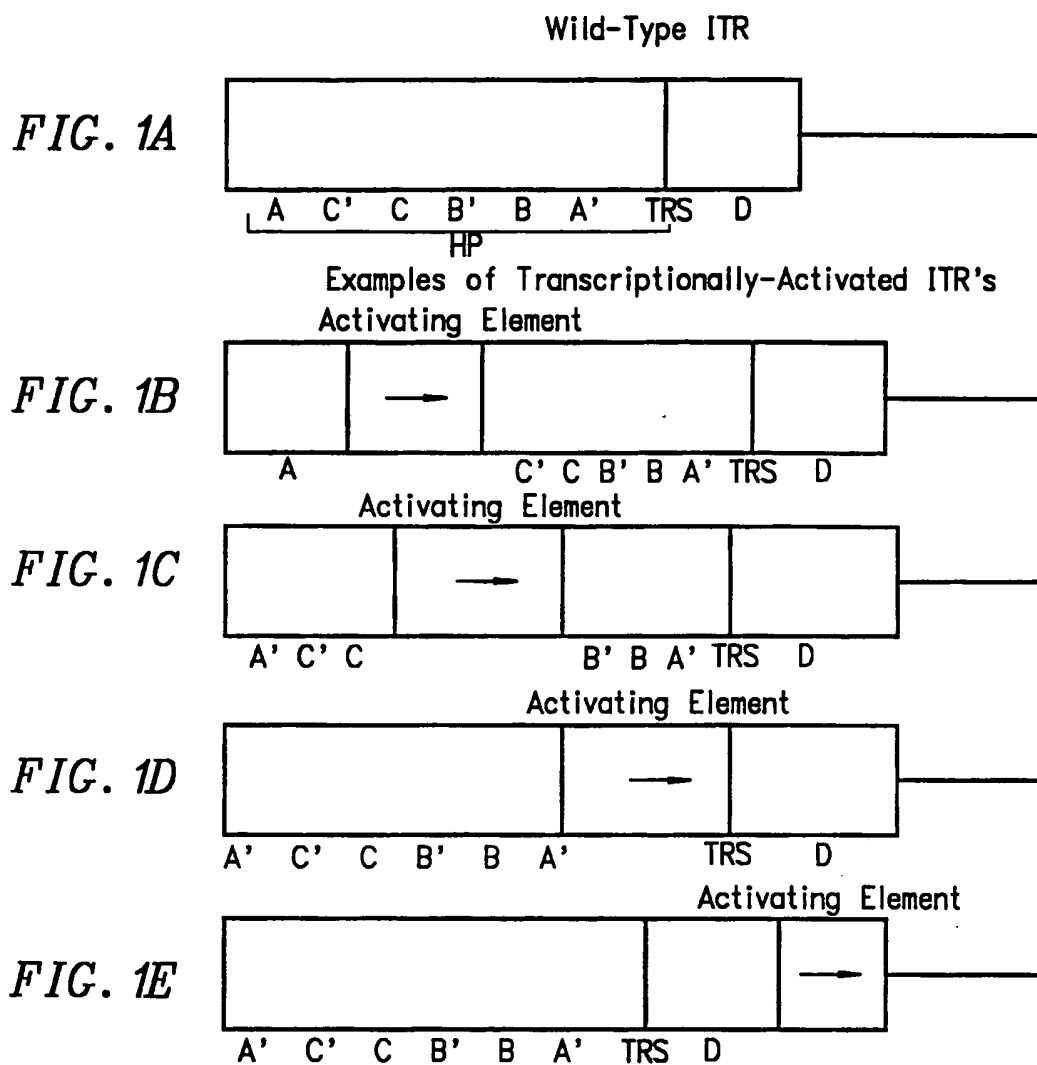 Wild-Type ITR
FIG. 1A
A C' C B' B A' TRS D
HP
Examples of Transcriptionally-Activated ITR's
Activating Element
FIG. 1B
A C' C B' B A' TRS D
Activating Element
FIG. 1C
A' C' C B' B A' TRS D
Activating Element
FIG. 1D
A' C' C B' B A' TRS D
Activating Element
FIG. 1E
A' C' C B' B A' TRS D